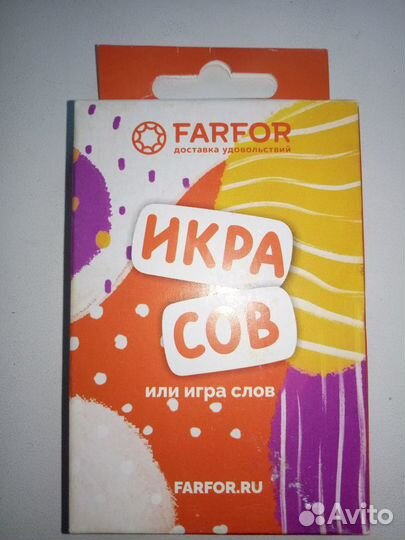 FARFOR
доставка удовольствий
ИКРА
СОВ
или игра слов
FARFOR.RU
Avito